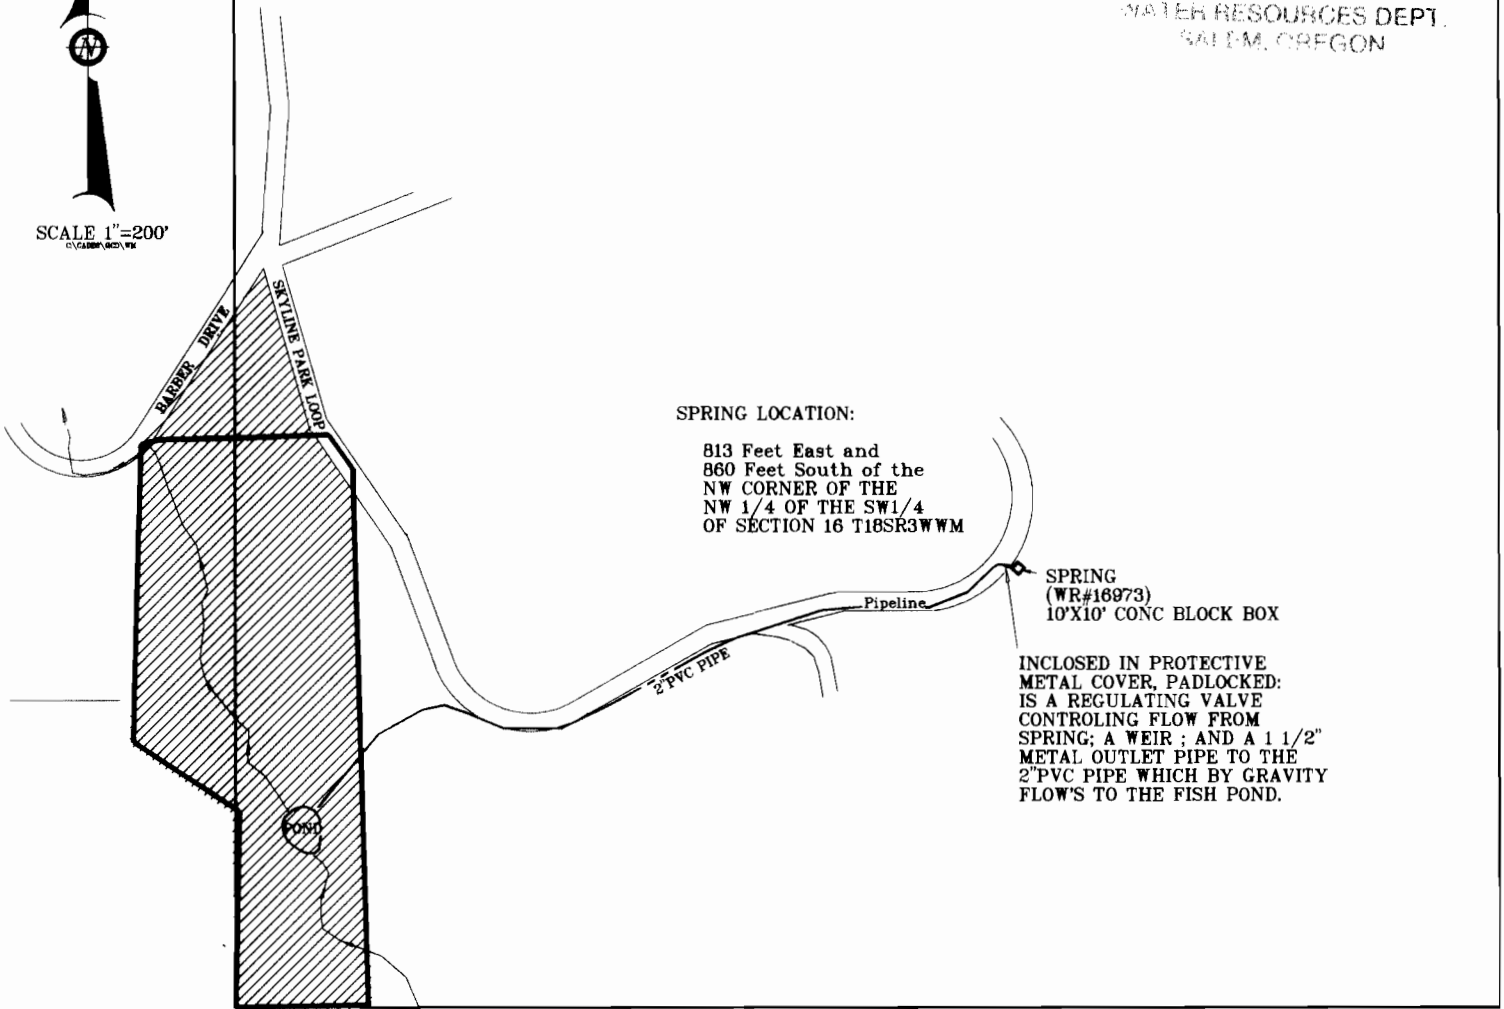 WATER RESOURCES DEPT.
SALEM, OREGON
N
SCALE 1"=200'
BARBER DRIVE
SKYLINE PARK LOOP
SPRING LOCATION:
813 Feet East and
860 Feet South of the
NW CORNER OF THE
NW 1/4 OF THE SW1/4
OF SECTION 16 T18SR3WWM
Pipeline
2"PVC PIPE
SPRING
(WR#16973)
10'X10' CONC BLOCK BOX
INCLOSED IN PROTECTIVE
METAL COVER, PADLOCKED:
IS A REGULATING VALVE
CONTROLING FLOW FROM
SPRING; A WEIR ; AND A 1 1/2"
METAL OUTLET PIPE TO THE
2"PVC PIPE WHICH BY GRAVITY
FLOW'S TO THE FISH POND.
POND